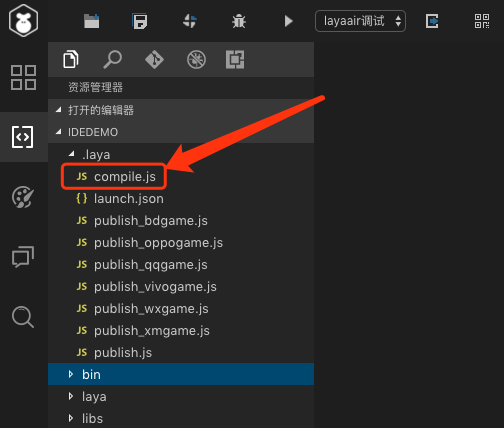 layaair调试
资源管理器
打开的编辑器
IDEDEMO
.laya
JS compile.js
{ } launch.json
JS publish_bdgame.js
JS publish_oppogame.js
JS publish_qqgame.js
JS publish_vivogame.js
JS publish_wxgame.js
JS publish_xmgame.js
JS publish.js
bin
laya
libs